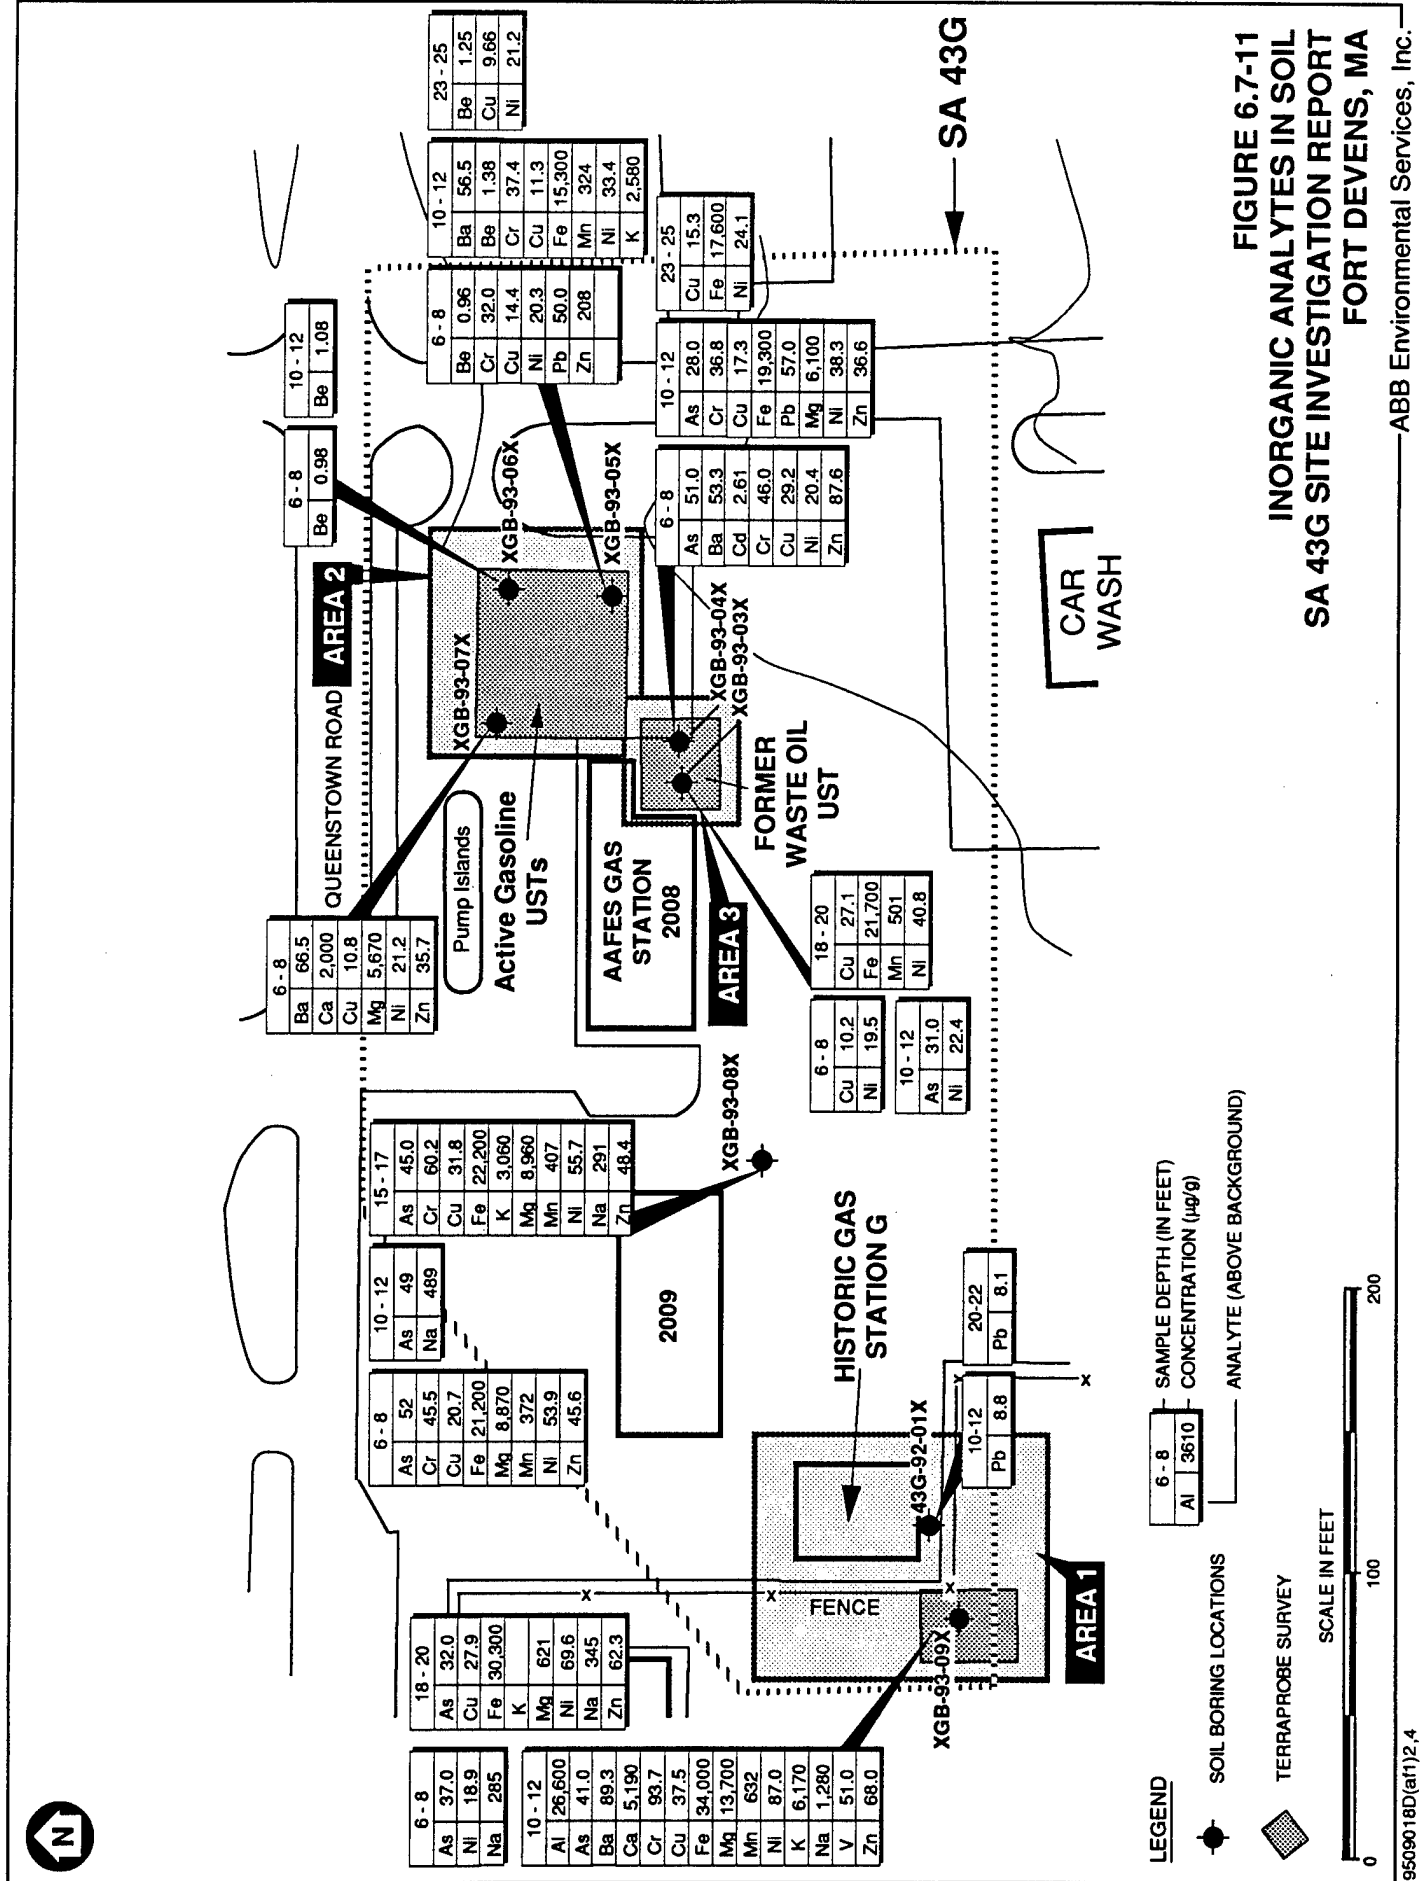 N
QUEENSTOWN ROAD
AREA 2
6 - 8
Be 0.98
10 - 12
Be 1.08
6 - 8
Ba 66.5
Ca 2,000
Cu 10.8
Mg 5,670
Ni 21.2
Zn 35.7
6 - 8
Be 0.96
Cr 32.0
Cu 14.4
Ni 20.3
Pb 50.0
Zn 208
10 - 12
Ba 56.5
Be 1.38
Cr 37.4
Cu 11.3
Fe 15,300
Mn 324
Ni 33.4
K 2,580
23 - 25
Be 1.25
Cu 9.66
Ni 21.2
XGB-93-07X
XGB-93-06X
XGB-93-05X
Pump Islands
Active Gasoline
USTs
AAFES GAS
STATION
2008
AREA 3
FORMER
WASTE OIL
UST
XGB-93-04X
XGB-93-03X
6 - 8
As 51.0
Ba 53.3
Cd 2.61
Cr 46.0
Cu 29.2
Ni 20.4
Zn 87.6
10 - 12
As 28.0
Cr 36.8
Cu 17.3
Fe 19,300
Pb 57.0
Mg 6,100
Ni 38.3
Zn 36.6
23 - 25
Cu 15.3
Fe 17,600
Ni 24.1
SA 43G
6 - 8
Cu 10.2
Ni 19.5
10 - 12
As 31.0
Ni 22.4
18 - 20
Cu 27.1
Fe 21,700
Mn 501
Ni 40.8
CAR
WASH
6 - 8
As 52
Cr 45.5
Cu 20.7
Fe 21,200
Mg 8,870
Mn 372
Ni 53.9
Zn 45.6
10 - 12
As 49
Na 489
15 - 17
As 45.0
Cr 60.2
Cu 31.8
Fe 22,200
K 3,060
Mg 8,960
Mn 407
Ni 55.7
Na 291
Zn 48.4
XGB-93-08X
2009
HISTORIC GAS
STATION G
43G-92-01X
10-12
Pb 8.8
20-22
Pb 8.1
6 - 8
As 37.0
Ni 18.9
Na 285
18 - 20
As 32.0
Cu 27.9
Fe 30,300
K
Mg 621
Ni 69.6
Na 345
Zn 62.3
10 - 12
Al 26,600
As 41.0
Ba 89.3
Ca 5,190
Cr 93.7
Cu 37.5
Fe 34,000
Mg 13,700
Mn 632
Ni 87.0
K 6,170
Na 1,280
V 51.0
Zn 68.0
x
x
x
x
x
FENCE
XGB-93-09X
AREA 1
LEGEND
SOIL BORING LOCATIONS
TERRAPROBE SURVEY
6 - 8 SAMPLE DEPTH (IN FEET)
Al 3610 CONCENTRATION (µg/g)
ANALYTE (ABOVE BACKGROUND)
SCALE IN FEET
0 100 200
FIGURE 6.7-11
INORGANIC ANALYTES IN SOIL
SA 43G SITE INVESTIGATION REPORT
FORT DEVENS, MA
ABB Environmental Services, Inc.
9509018D(af1)2,4